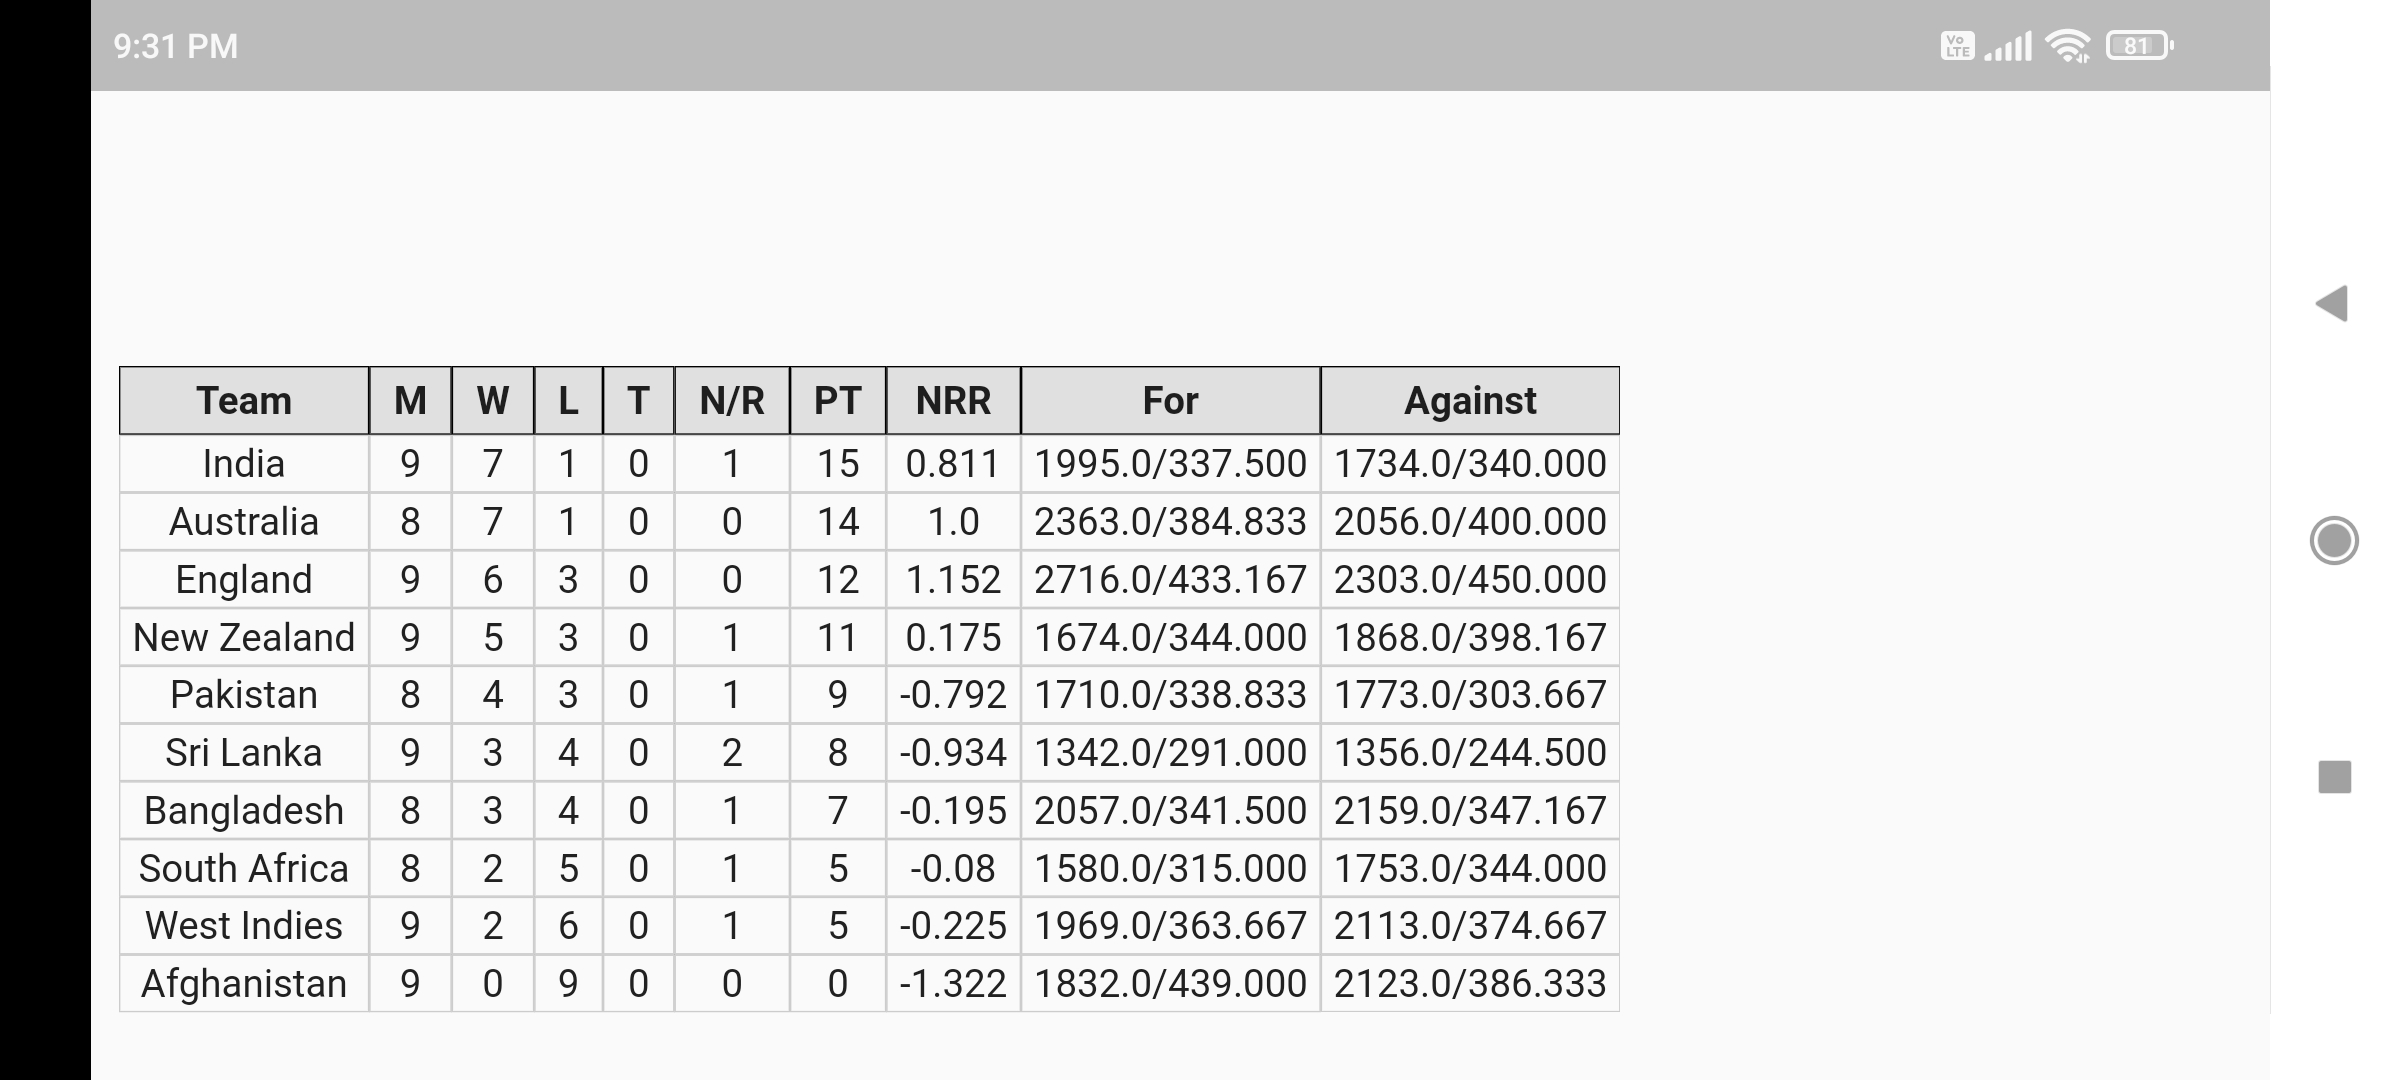 9:31 PM Vo LTE 81
Team M W L T N/R PT NRR For Against
India 9 7 1 0 1 15 0.811 1995.0/337.500 1734.0/340.000
Australia 8 7 1 0 0 14 1.0 2363.0/384.833 2056.0/400.000
England 9 6 3 0 0 12 1.152 2716.0/433.167 2303.0/450.000
New Zealand 9 5 3 0 1 11 0.175 1674.0/344.000 1868.0/398.167
Pakistan 8 4 3 0 1 9 -0.792 1710.0/338.833 1773.0/303.667
Sri Lanka 9 3 4 0 2 8 -0.934 1342.0/291.000 1356.0/244.500
Bangladesh 8 3 4 0 1 7 -0.195 2057.0/341.500 2159.0/347.167
South Africa 8 2 5 0 1 5 -0.08 1580.0/315.000 1753.0/344.000
West Indies 9 2 6 0 1 5 -0.225 1969.0/363.667 2113.0/374.667
Afghanistan 9 0 9 0 0 0 -1.322 1832.0/439.000 2123.0/386.333